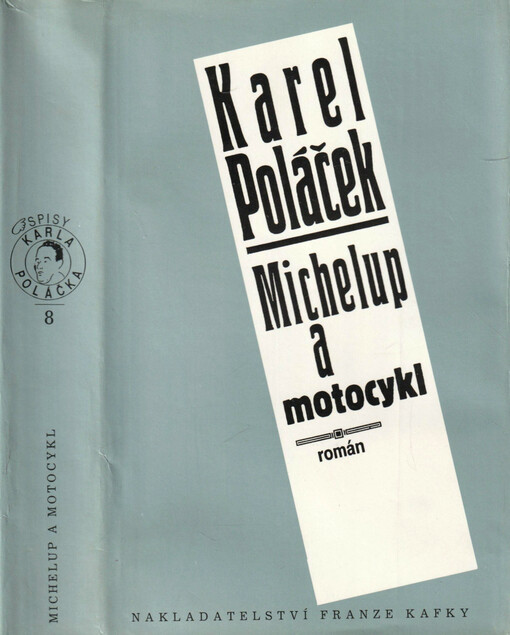 SPISY
KARLA
POLÁČKA
8
MICHELUP A MOTOCYKL
Karel
Poláček
Michelup
a
motocykl
román
NAKLADATELSTVÍ FRANZE KAFKY